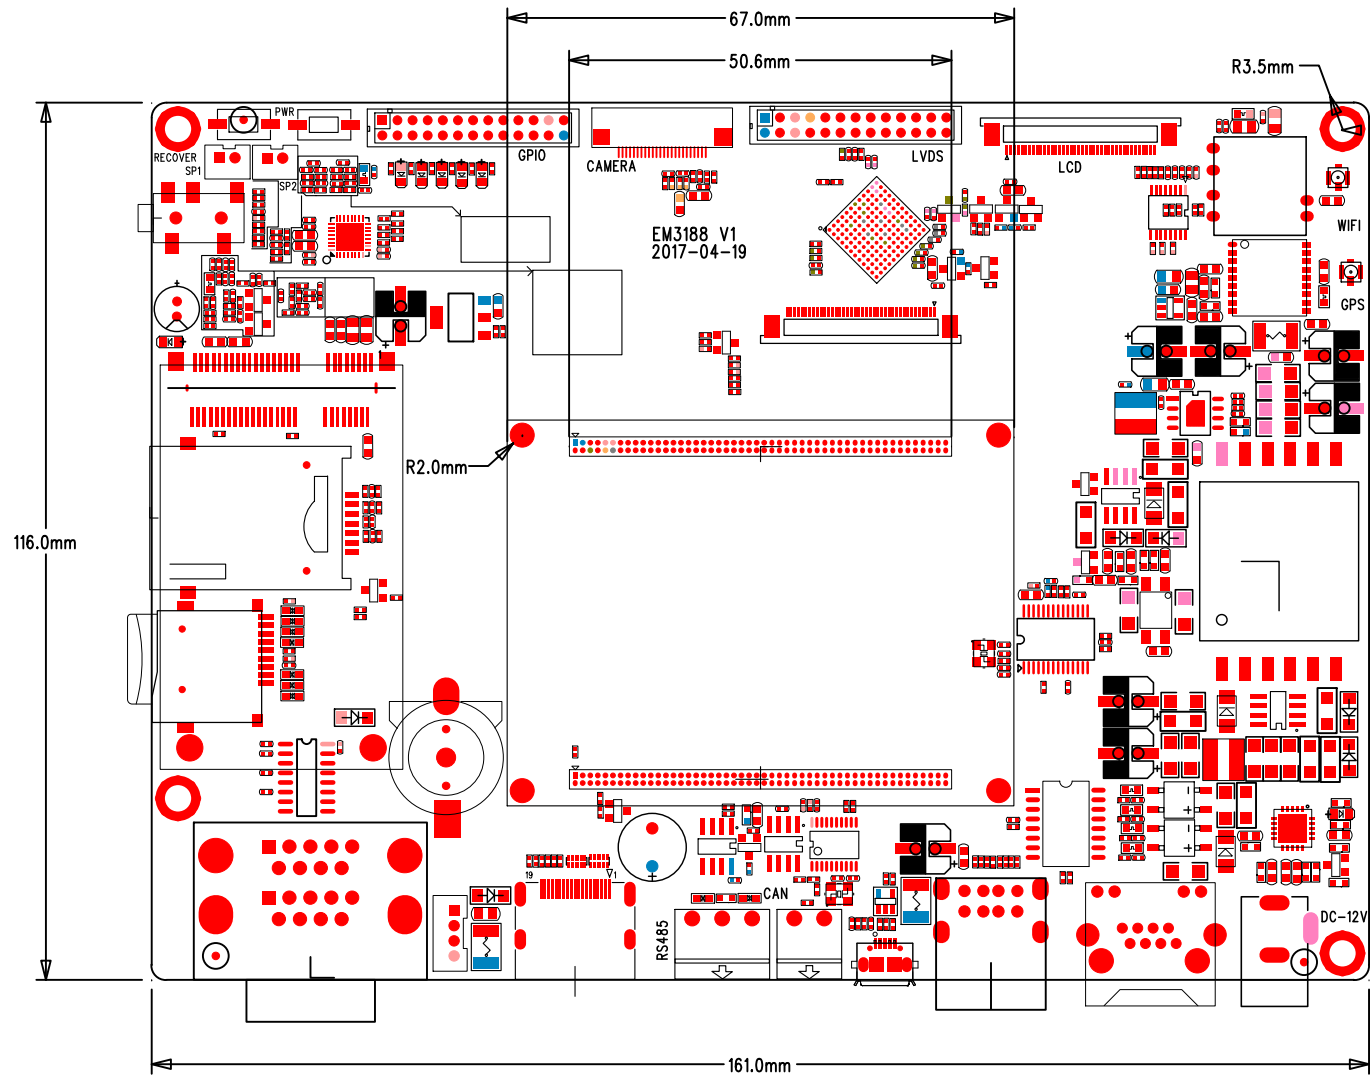 67.0mm
50.6mm
R3.5mm
PWR
RECOVER
SP1
SP2
GPIO
CAMERA
LVDS
LCD
WIFI
EM3188 V1
2017-04-19
GPS
1
R2.0mm
116.0mm
19
1
CAN
RS485
DC-12V
161.0mm